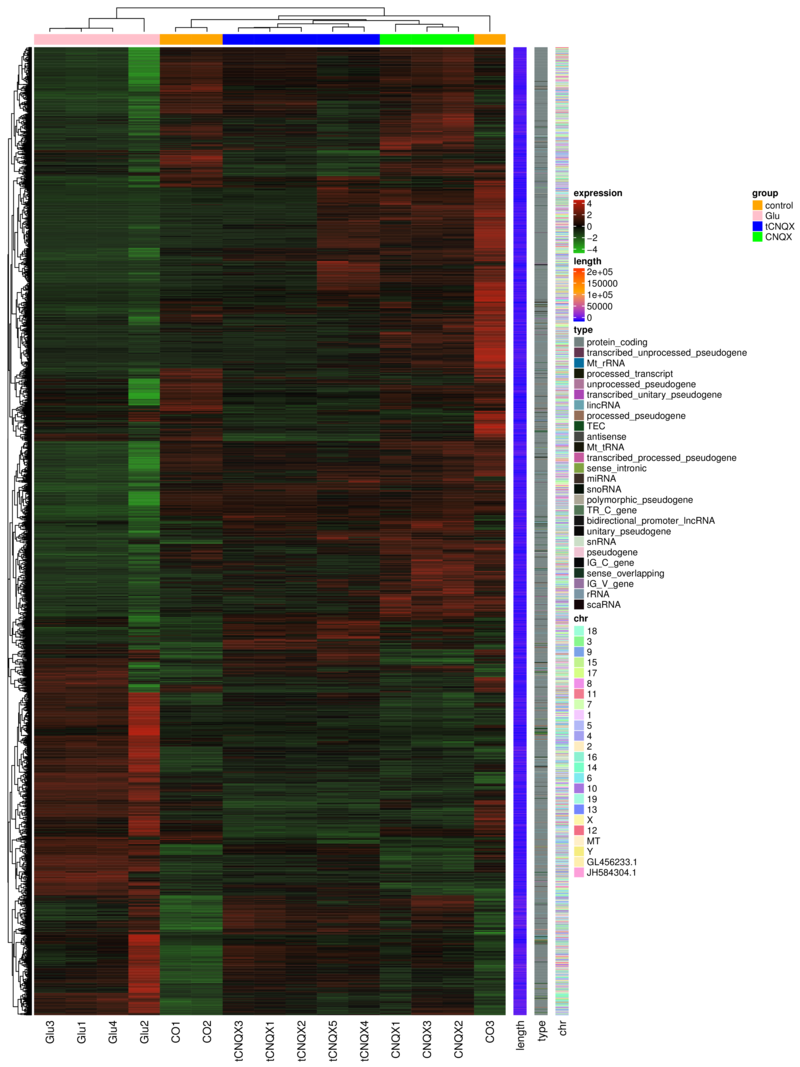 expression
4
2
0
−2
−4
length
2e+05
150000
1e+05
50000
0
type
protein_coding
transcribed_unprocessed_pseudogene
Mt_rRNA
processed_transcript
unprocessed_pseudogene
transcribed_unitary_pseudogene
lincRNA
processed_pseudogene
TEC
antisense
Mt_tRNA
transcribed_processed_pseudogene
sense_intronic
miRNA
snoRNA
polymorphic_pseudogene
TR_C_gene
bidirectional_promoter_lncRNA
unitary_pseudogene
snRNA
pseudogene
IG_C_gene
sense_overlapping
IG_V_gene
rRNA
scaRNA
chr
18
3
9
15
17
8
11
7
1
5
4
2
16
14
6
10
19
13
X
12
MT
Y
GL456233.1
JH584304.1
group
control
Glu
tCNQX
CNQX
Glu3
Glu1
Glu4
Glu2
CO1
CO2
tCNQX3
tCNQX1
tCNQX2
tCNQX5
tCNQX4
CNQX1
CNQX3
CNQX2
CO3
length
type
chr